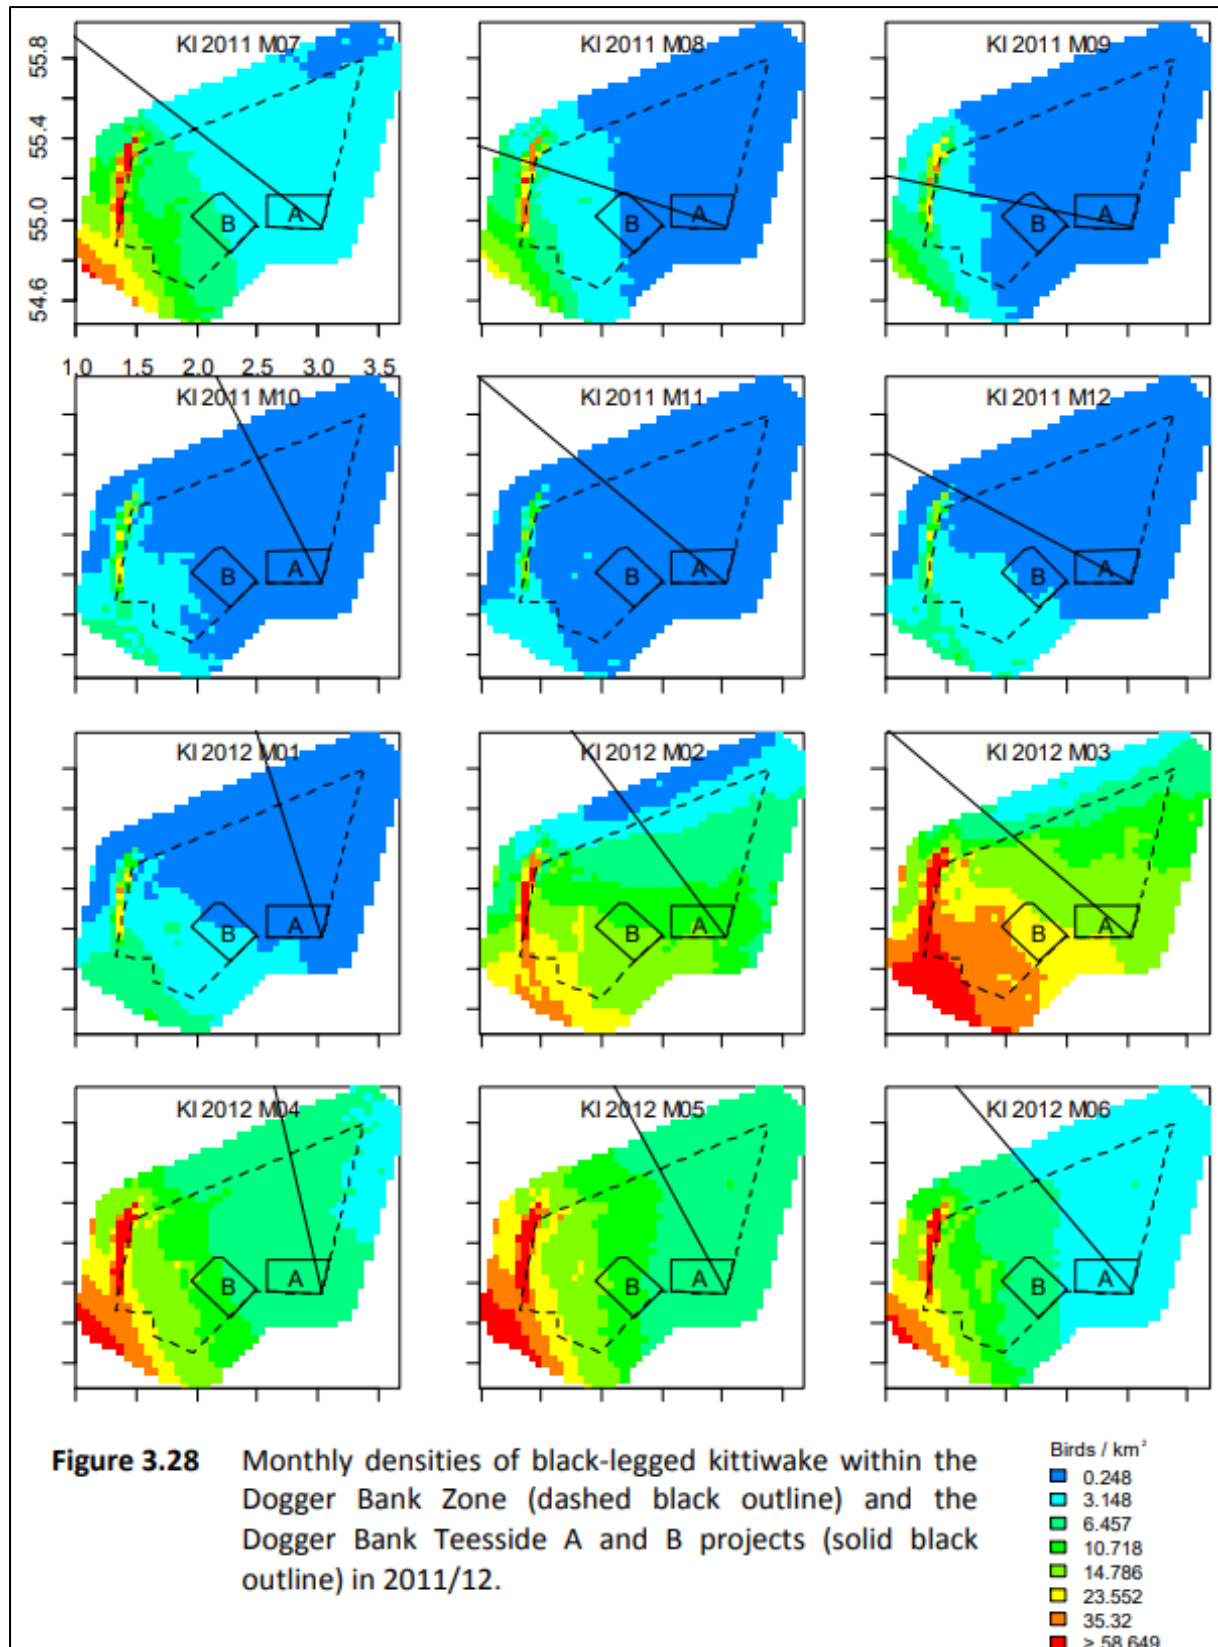 KI 2011 M07
KI 2011 M08
KI 2011 M09
55.8
55.4
55.0
54.6
B
A
B
A
B
A
1.0 1.5 2.0 2.5 3.0 3.5
KI 2011 M10
KI 2011 M11
KI 2011 M12
B
A
B
A
B
A
KI 2012 M01
KI 2012 M02
KI 2012 M03
B
A
B
A
B
A
KI 2012 M04
KI 2012 M05
KI 2012 M06
B
A
B
A
B
A
Figure 3.28 Monthly densities of black-legged kittiwake within the
Dogger Bank Zone (dashed black outline) and the
Dogger Bank Teesside A and B projects (solid black
outline) in 2011/12.
Birds / km²
0.248
3.148
6.457
10.718
14.786
23.552
35.32
≥ 58.649